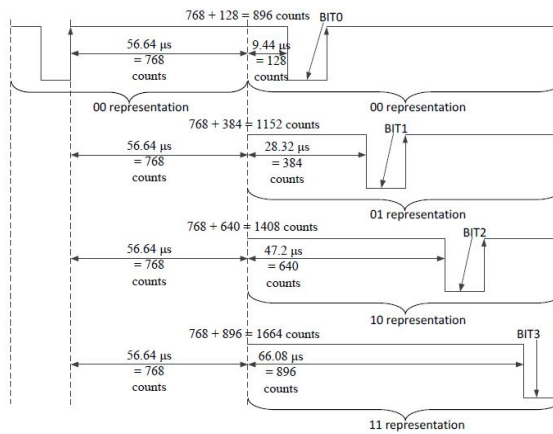 768 + 128 = 896 counts
BIT0
56.64 µs
= 768
counts
9.44 µs
= 128
counts
00 representation
00 representation
768 + 384 = 1152 counts
BIT1
56.64 µs
= 768
counts
28.32 µs
= 384
counts
01 representation
768 + 640 = 1408 counts
BIT2
56.64 µs
= 768
counts
47.2 µs
= 640
counts
10 representation
768 + 896 = 1664 counts
BIT3
56.64 µs
= 768
counts
66.08 µs
= 896
counts
11 representation